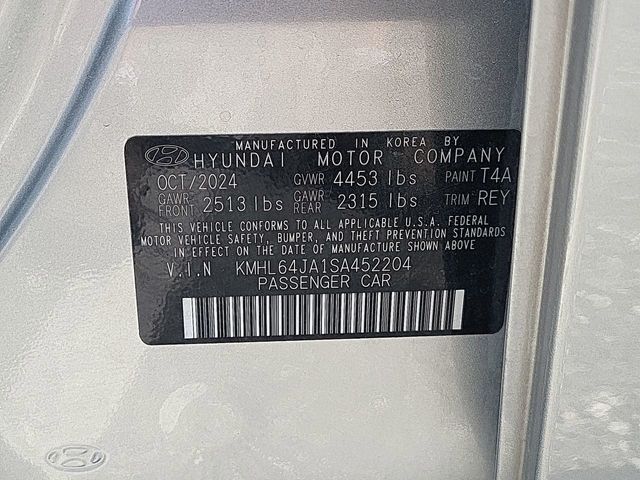 MANUFACTURED IN KOREA BY
HYUNDAI MOTOR COMPANY
OCT/2024 GVWR 4453 lbs PAINT T4A
GAWR FRONT 2513 lbs GAWR REAR 2315 lbs TRIM REY
THIS VEHICLE CONFORMS TO ALL APPLICABLE U.S.A. FEDERAL
MOTOR VEHICLE SAFETY, BUMPER, AND THEFT PREVENTION STANDARDS
IN EFFECT ON THE DATE OF MANUFACTURE SHOWN ABOVE.
V.I.N KMHL64JA1SA452204
PASSENGER CAR